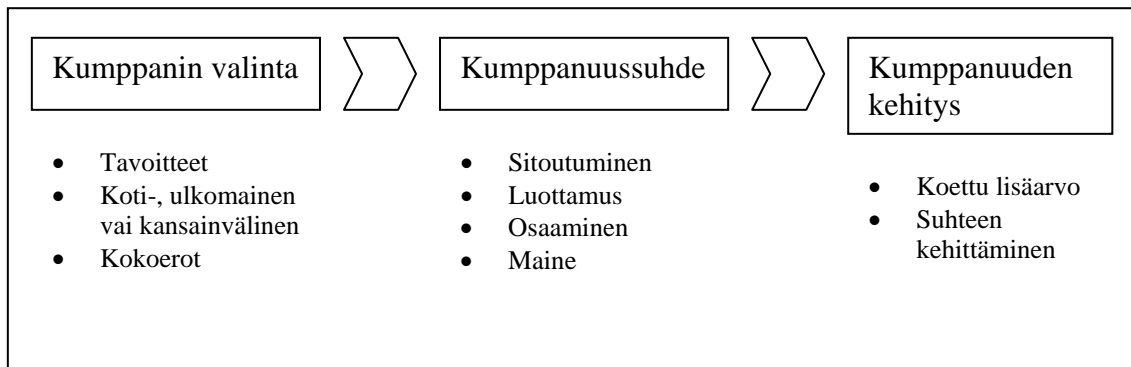 Kumppanin valinta
• Tavoitteet
• Koti-, ulkomainen
vai kansainvälinen
• Kokoerot
Kumppanuussuhde
• Sitoutuminen
• Luottamus
• Osaaminen
• Maine
Kumppanuuden
kehitys
• Koettu lisäarvo
• Suhteen
kehittäminen